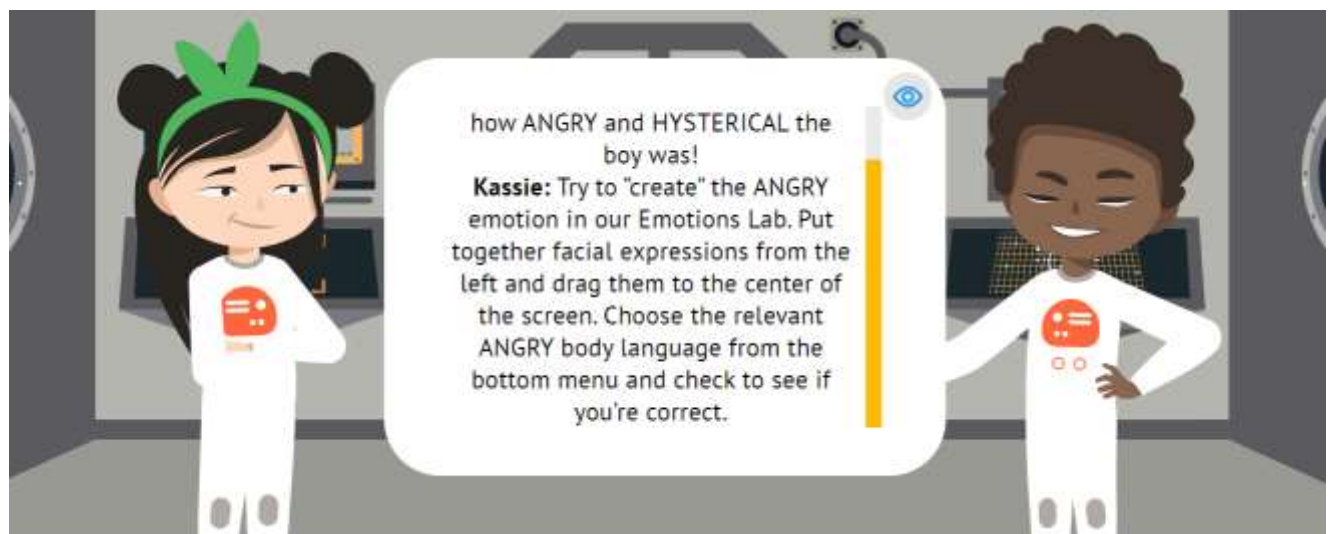 how ANGRY and HYSTERICAL the
boy was!
Kassie: Try to "create" the ANGRY
emotion in our Emotions Lab. Put
together facial expressions from the
left and drag them to the center of
the screen. Choose the relevant
ANGRY body language from the
bottom menu and check to see if
you're correct.